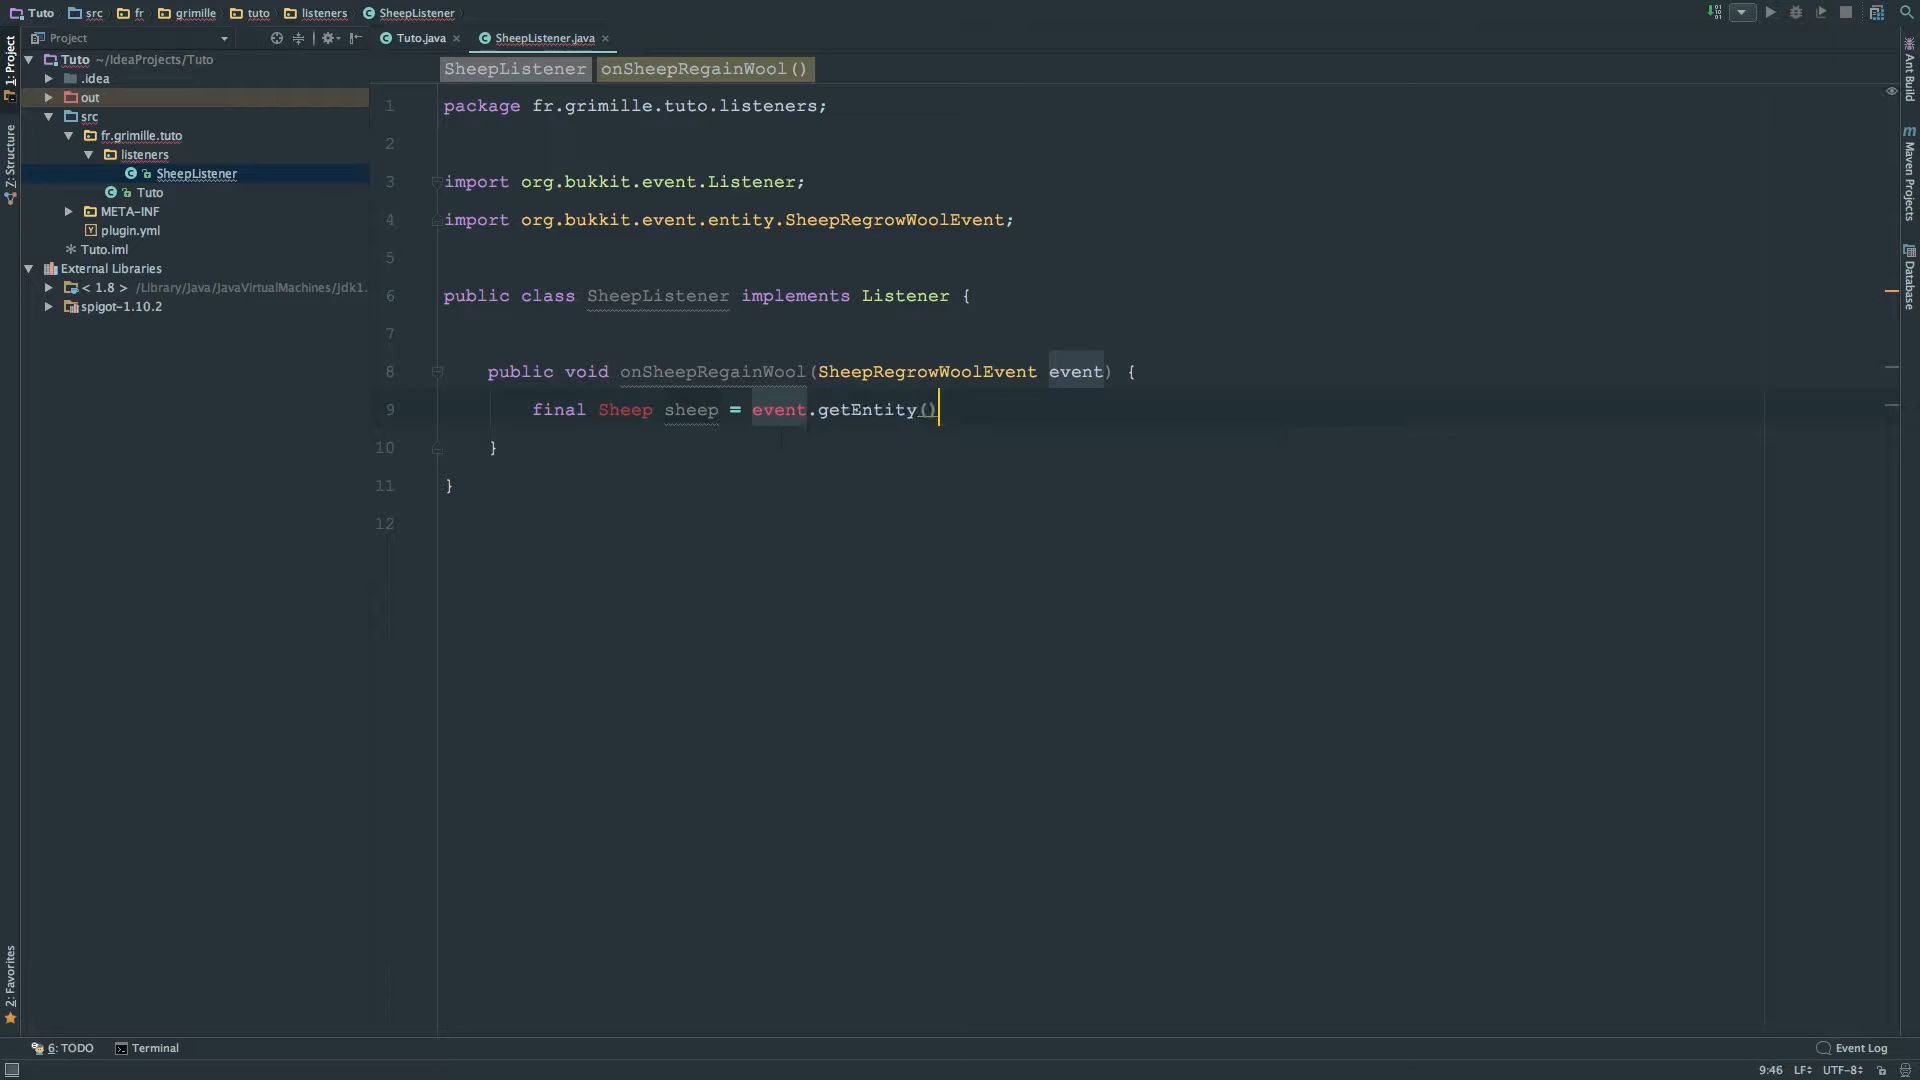 Tuto src fr grimille tuto listeners SheepListener
Project
Tuto.java
SheepListener.java
SheepListener onSheepRegainWool()
1: Project
Z: Structure
2: Favorites
Tuto ~/IdeaProjects/Tuto
.idea
out
src
fr.grimille.tuto
listeners
SheepListener
Tuto
META-INF
plugin.yml
Tuto.iml
External Libraries
< 1.8 > /Library/Java/JavaVirtualMachines/jdk1.
spigot-1.10.2
1 package fr.grimille.tuto.listeners;
2
3 import org.bukkit.event.Listener;
4 import org.bukkit.event.entity.SheepRegrowWoolEvent;
5
6 public class SheepListener implements Listener {
7
8 public void onSheepRegainWool(SheepRegrowWoolEvent event) {
9 final Sheep sheep = event.getEntity()
10 }
11 }
12
Ant Build
Maven Projects
Database
6: TODO
Terminal
Event Log
9:46 LF UTF-8